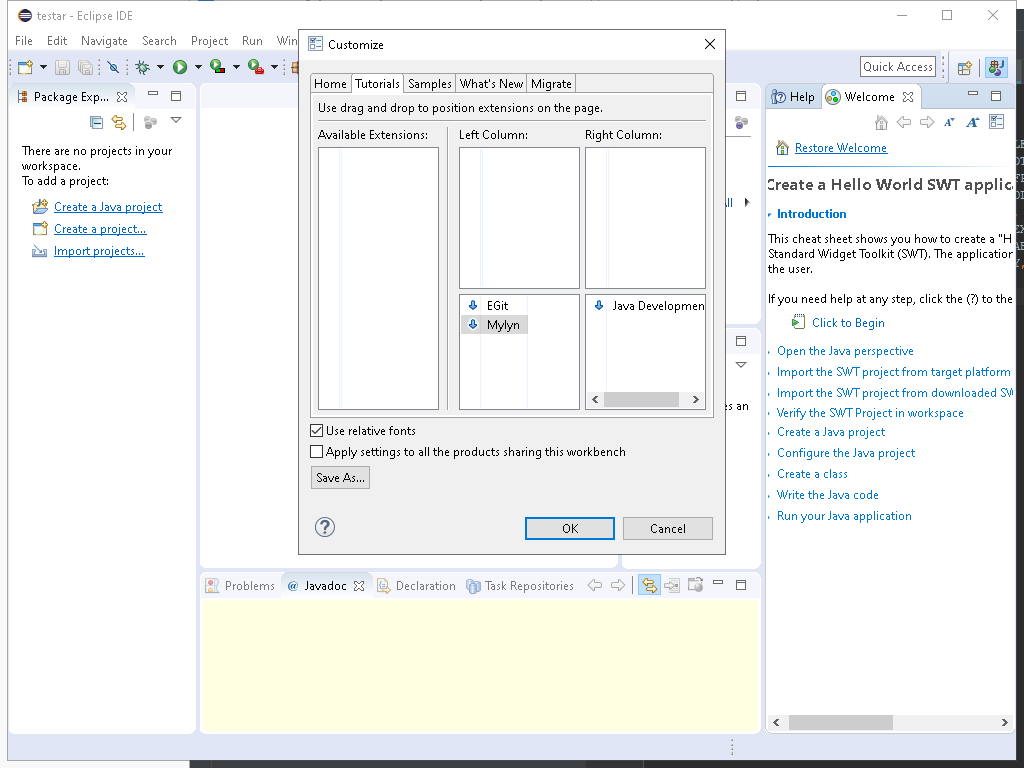 testar - Eclipse IDE
File Edit Navigate Search Project Run Win
Quick Access
Package Exp...
There are no projects in your
workspace.
To add a project:
Create a Java project
Create a project...
Import projects...
Customize
Home Tutorials Samples What's New Migrate
Use drag and drop to position extensions on the page.
Available Extensions: Left Column: Right Column:
EGit
Mylyn
Java Developmen
Use relative fonts
Apply settings to all the products sharing this workbench
Save As...
OK Cancel
Help Welcome
Restore Welcome
Create a Hello World SWT applic
Introduction
This cheat sheet shows you how to create a "H
Standard Widget Toolkit (SWT). The application
the user.
If you need help at any step, click the (?) to the
Click to Begin
Open the Java perspective
Import the SWT project from target platform
Import the SWT project from downloaded SW
Verify the SWT Project in workspace
Create a Java project
Configure the Java project
Create a class
Write the Java code
Run your Java application
Problems @ Javadoc Declaration Task Repositories